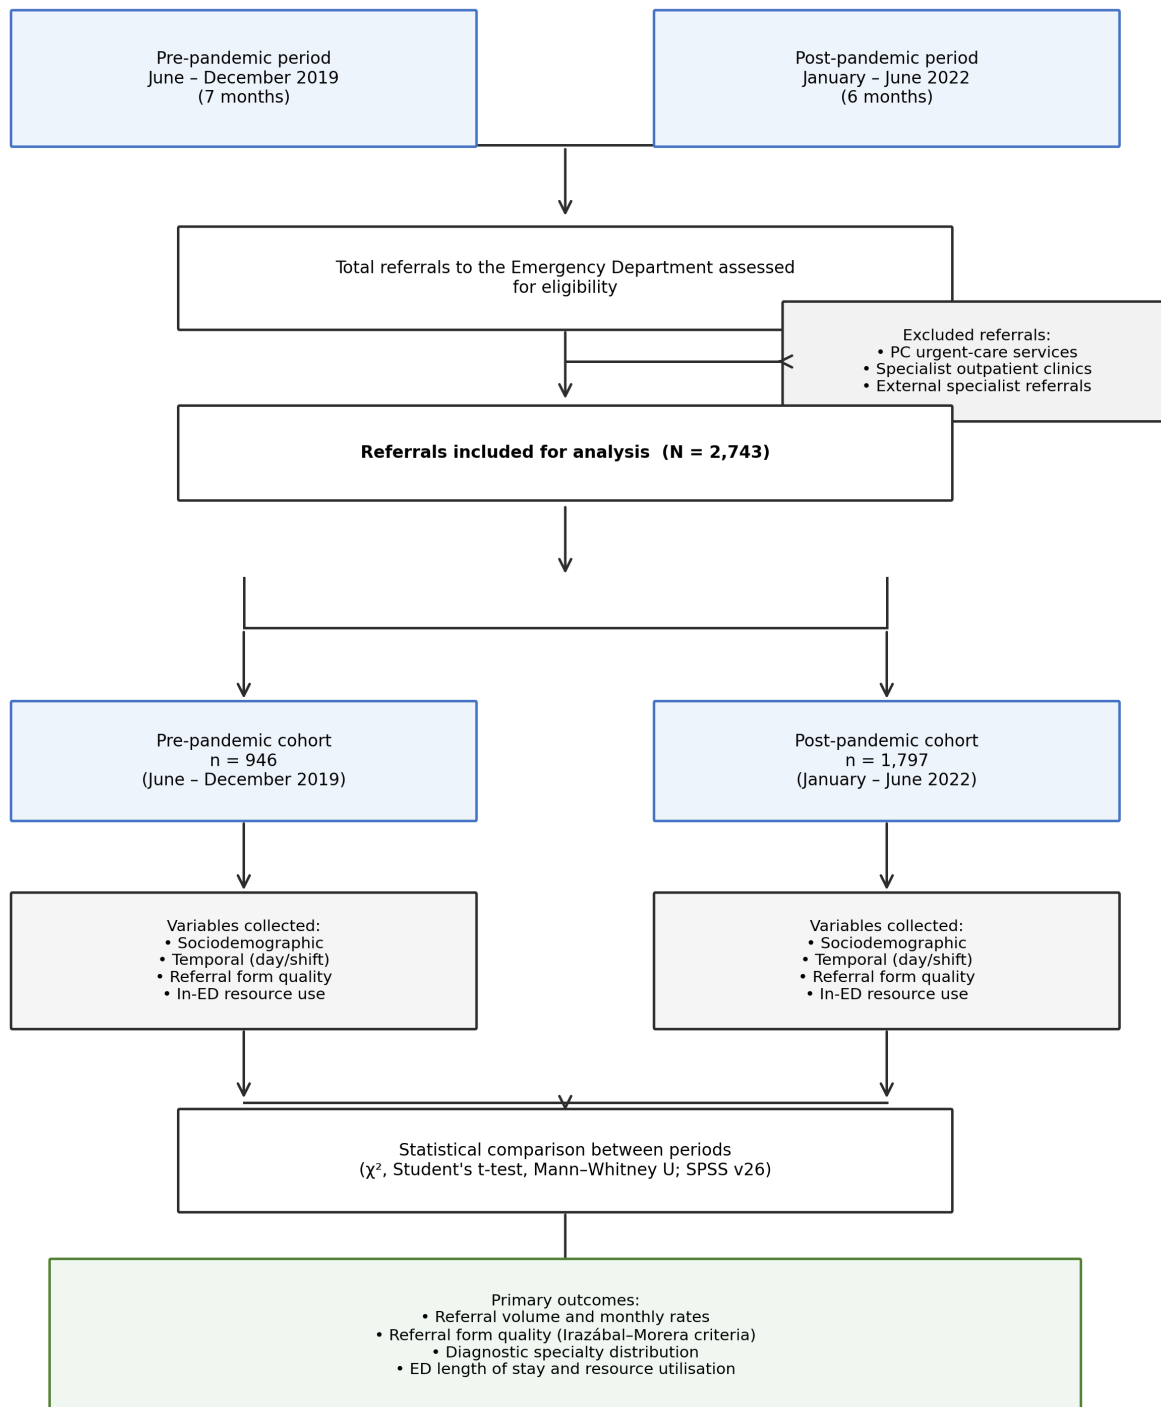 Pre-pandemic period
June – December 2019
(7 months)
Post-pandemic period
January – June 2022
(6 months)
Total referrals to the Emergency Department assessed
for eligibility
Excluded referrals:
• PC urgent-care services
• Specialist outpatient clinics
• External specialist referrals
Referrals included for analysis (N = 2,743)
Pre-pandemic cohort
n = 946
(June – December 2019)
Post-pandemic cohort
n = 1,797
(January – June 2022)
Variables collected:
• Sociodemographic
• Temporal (day/shift)
• Referral form quality
• In-ED resource use
Variables collected:
• Sociodemographic
• Temporal (day/shift)
• Referral form quality
• In-ED resource use
Statistical comparison between periods
(χ², Student's t-test, Mann–Whitney U; SPSS v26)
Primary outcomes:
• Referral volume and monthly rates
• Referral form quality (Irazábal–Morera criteria)
• Diagnostic specialty distribution
• ED length of stay and resource utilisation